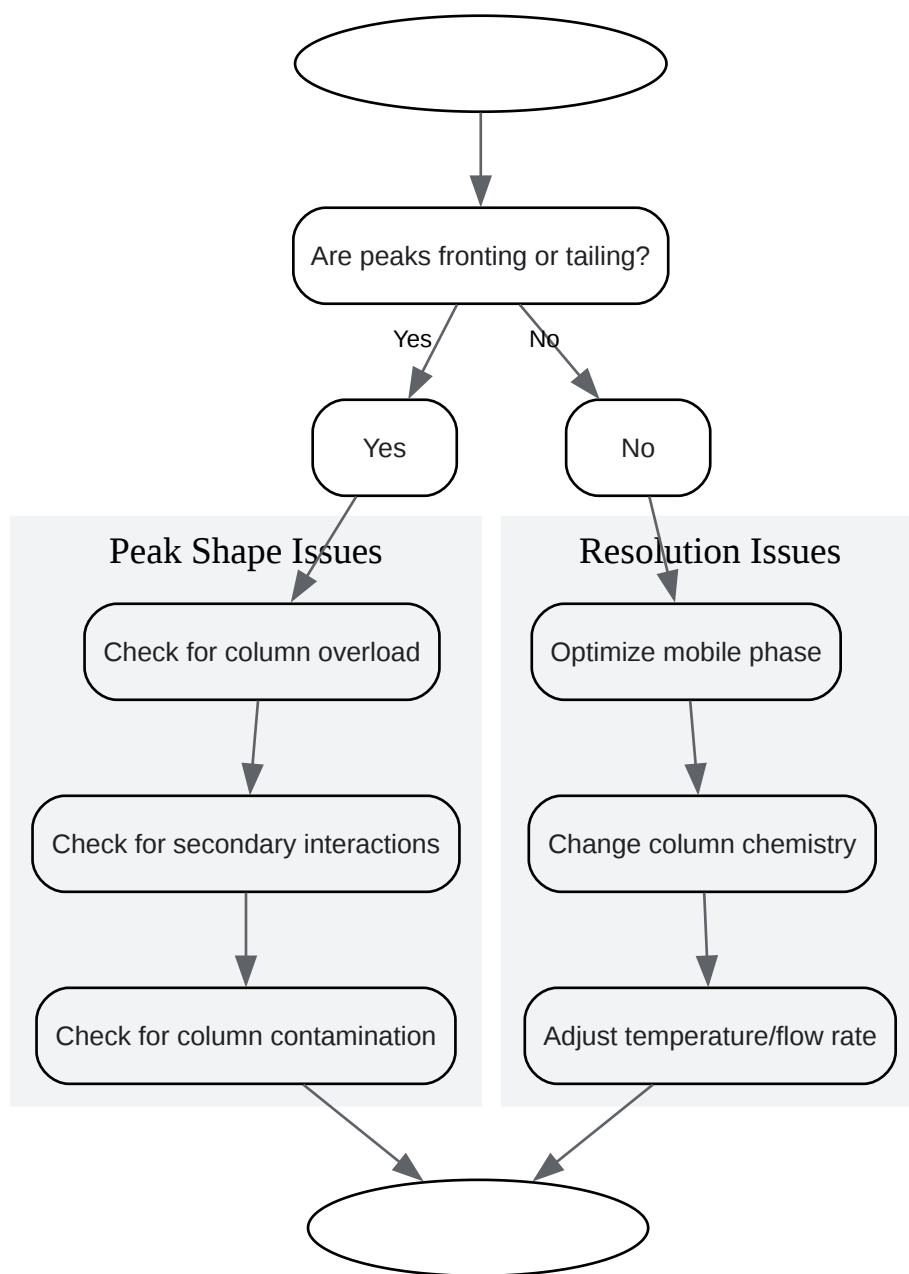 Are peaks fronting or tailing?
Yes
No
Yes
No
Peak Shape Issues
Resolution Issues
Check for column overload
Optimize mobile phase
Check for secondary interactions
Change column chemistry
Check for column contamination
Adjust temperature/flow rate